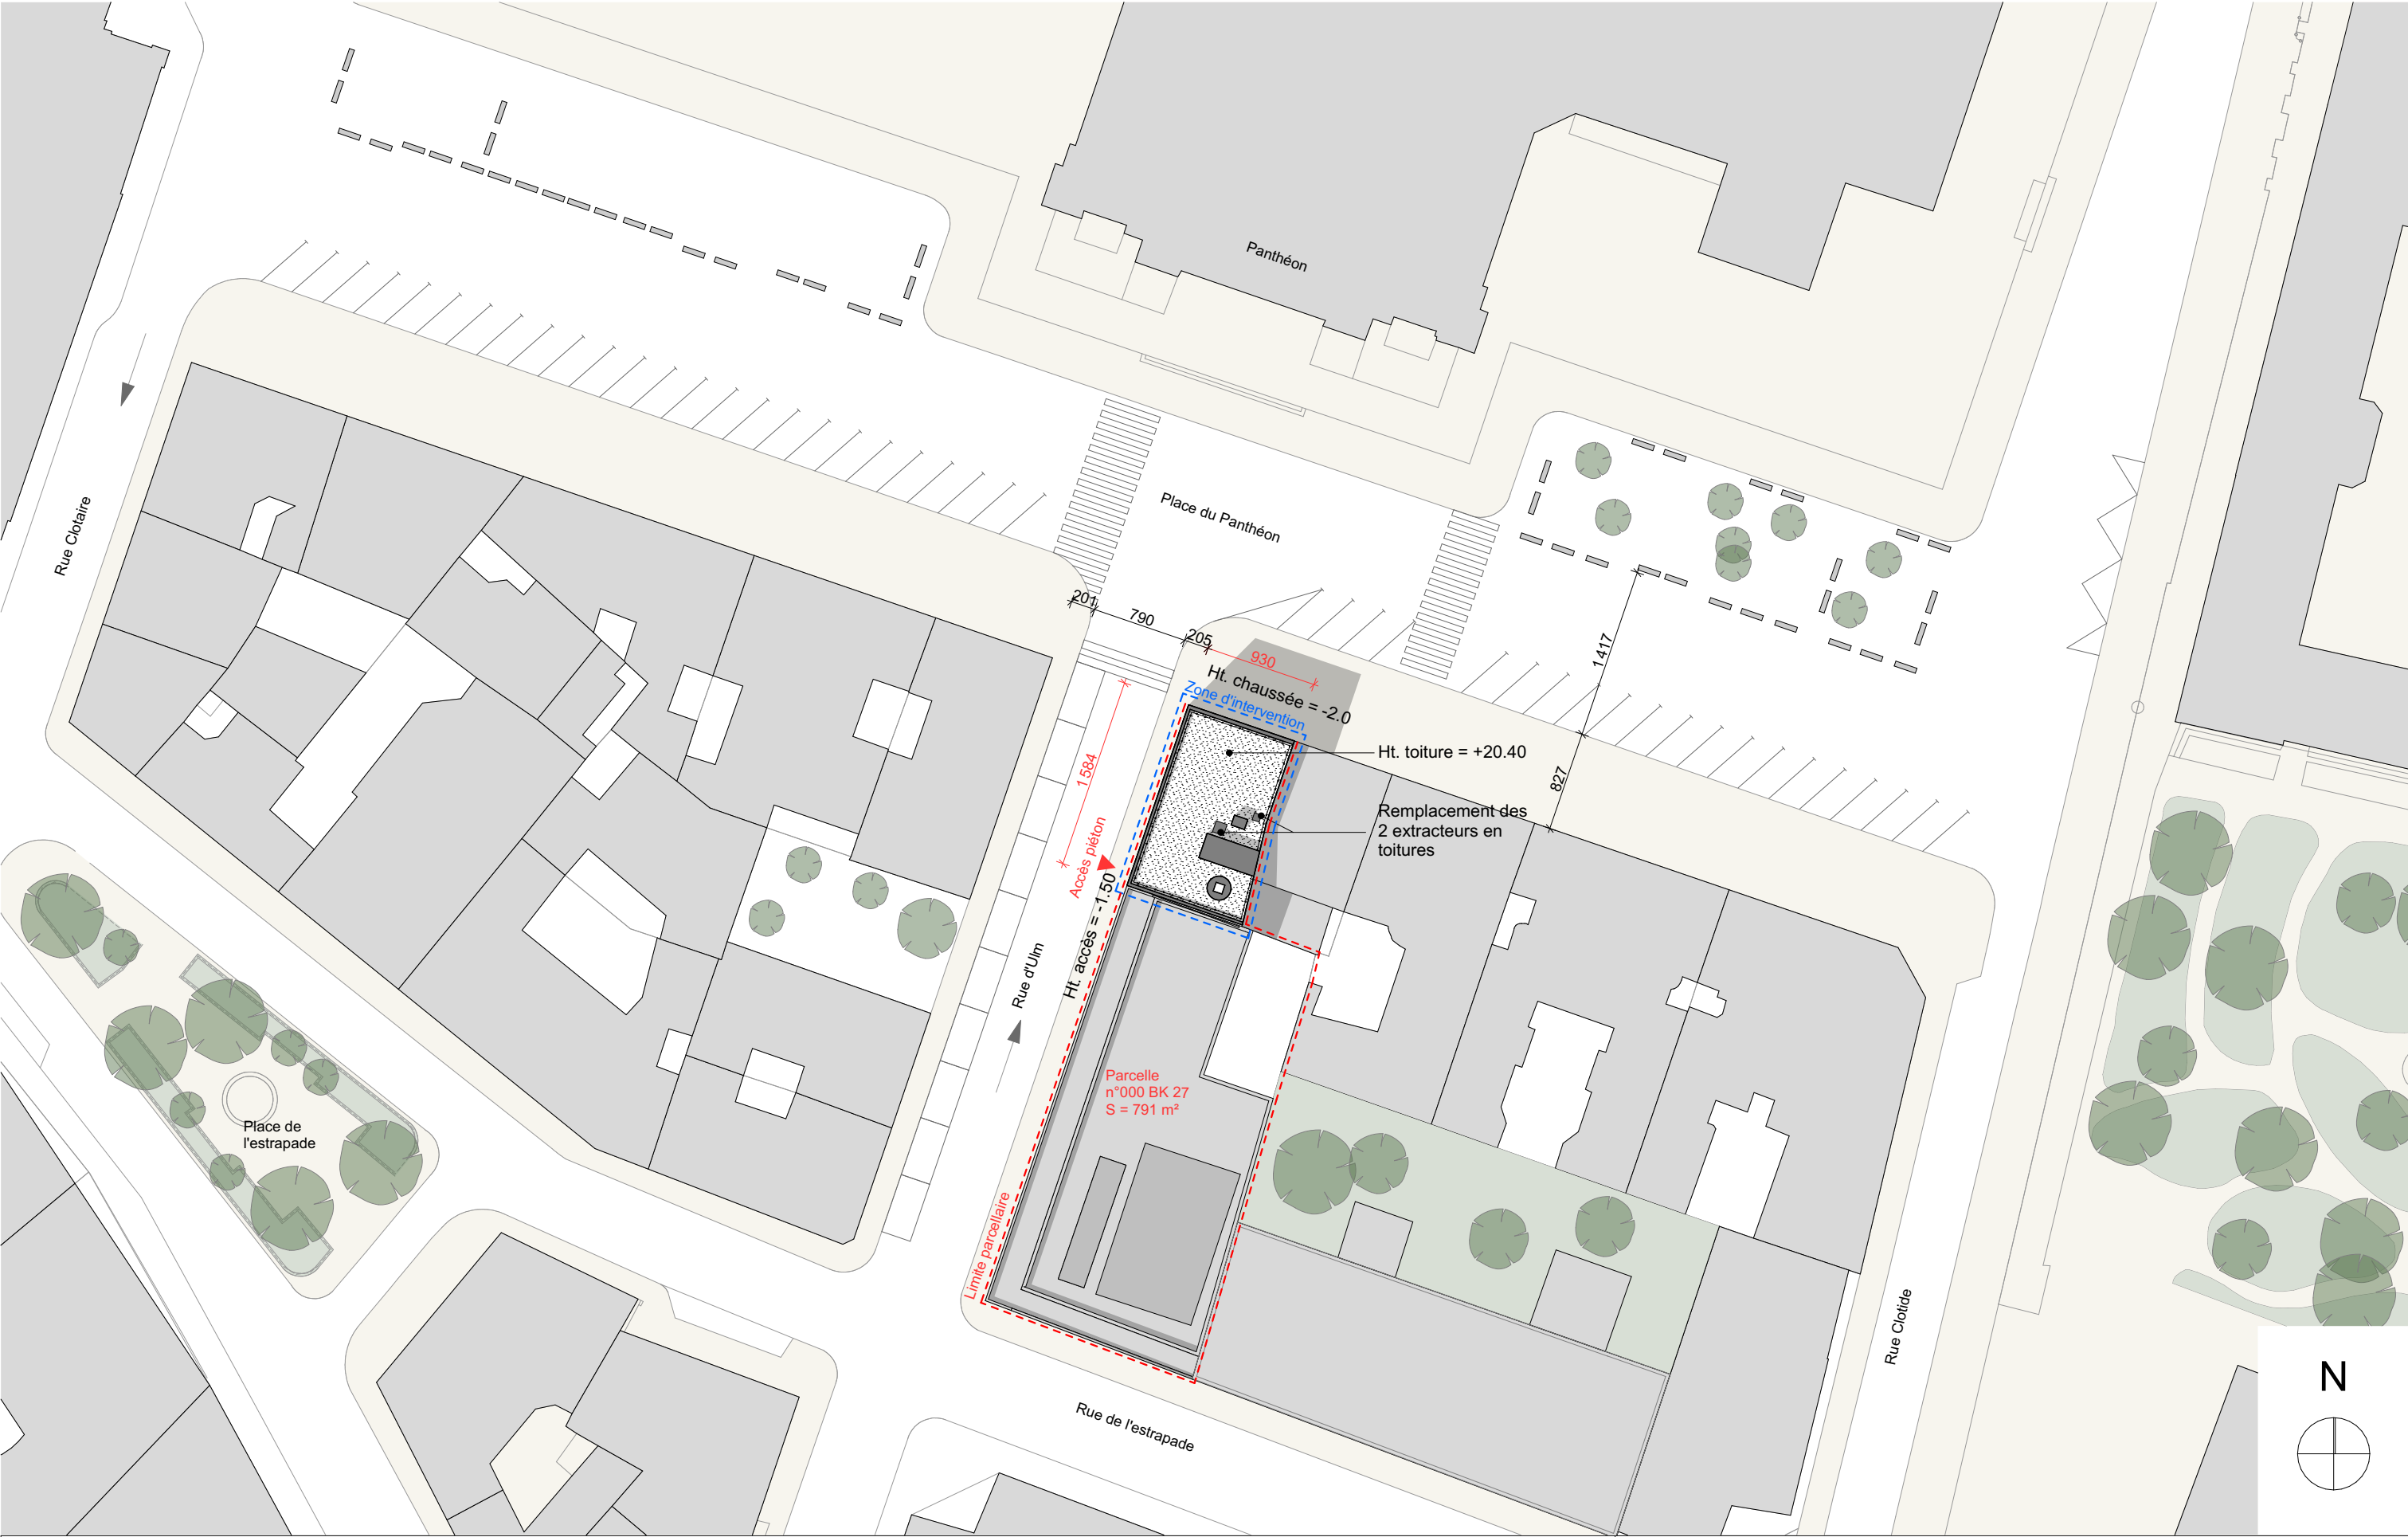 Panthéon
Rue Clotaire
Place du Panthéon
201
790
205
930
1417
Ht. chaussée = -2.0
Zone d'intervention
Ht. toiture = +20.40
1584
827
Remplacement des
2 extracteurs en
toitures
Accès piéton
Ht. accès = -1.50
Rue d'Ulm
Parcelle
n°000 BK 27
S = 791 m²
Place de
l'estrapade
Limite parcellaire
Rue Clotide
Rue de l'estrapade
N